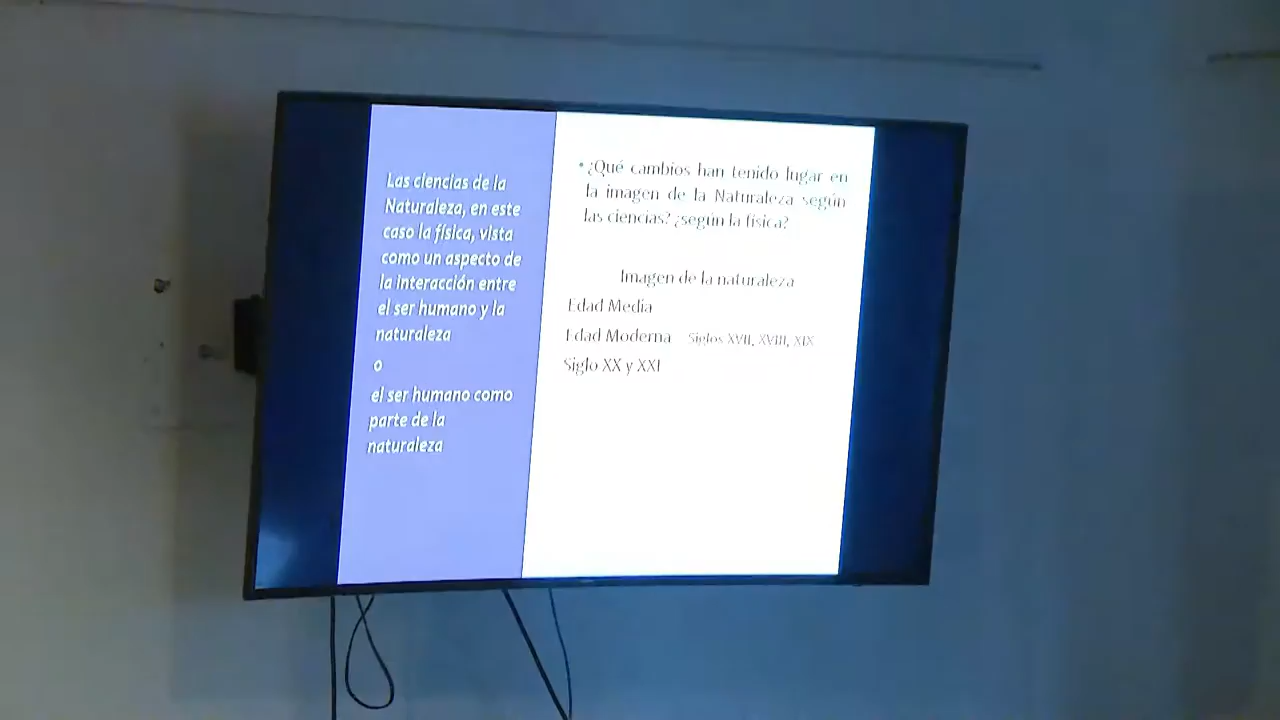 Las ciencias de la
Naturaleza, en este
caso la física, vista
como un aspecto de
la interacción entre
el ser humano y la
naturaleza
o
el ser humano como
parte de la
naturaleza
• ¿Qué cambios han tenido lugar en
la imagen de la Naturaleza según
las ciencias? ¿según la física?
Imagen de la naturaleza
Edad Media
Edad Moderna Siglos XVII, XVIII, XIX
Siglo XX y XXI